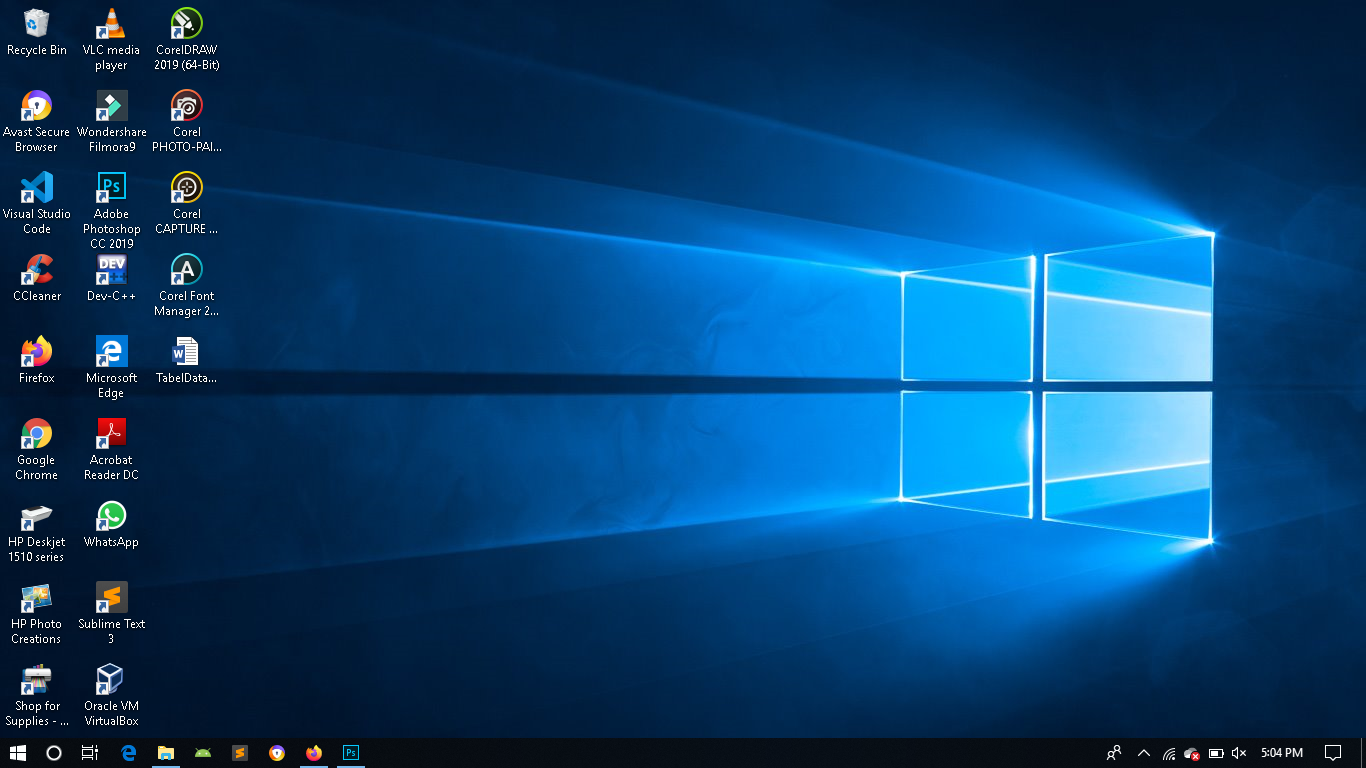 Recycle Bin
VLC media
player
CorelDRAW
2019 (64-Bit)
Avast Secure
Browser
Wondershare
Filmora9
Corel
PHOTO-PAI...
Visual Studio
Code
Ps
Adobe
Photoshop
CC 2019
Corel
CAPTURE ...
CCleaner
DEV
Dev-C++
A
Corel Font
Manager 2...
Firefox
Microsoft
Edge
W
TabelData...
Google
Chrome
Acrobat
Reader DC
HP Deskjet
1510 series
WhatsApp
HP Photo
Creations
Sublime Text
3
Shop for
Supplies - ...
Oracle VM
VirtualBox
Ps
5:04 PM